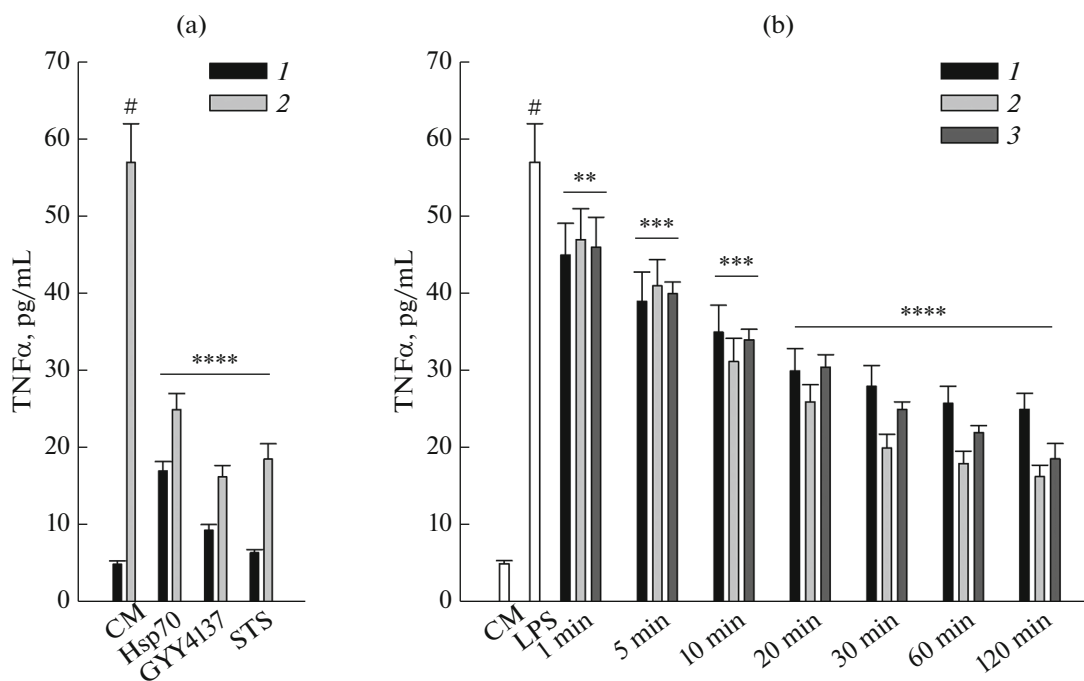 (a)
TNFα, pg/mL
70
60
50
40
30
20
10
0
1
2
#
****
CM
Hsp70
GYY4137
STS
(b)
TNFα, pg/mL
70
60
50
40
30
20
10
0
1
2
3
#
**
***
***
****
CM
LPS
1 min
5 min
10 min
20 min
30 min
60 min
120 min